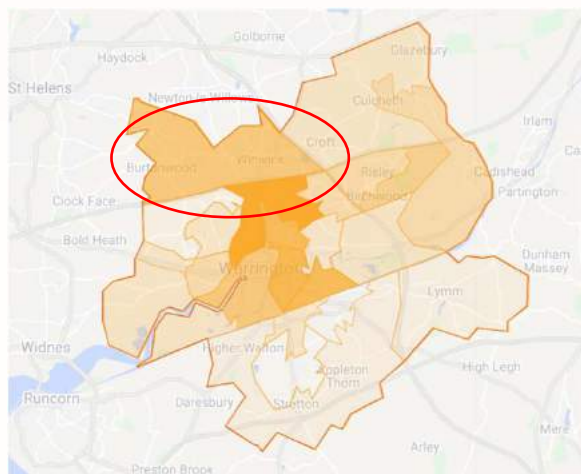 Golborne
Glazebury
Haydock
St Helens
Newton-le-Willows
Culcheth
Irlam
Croft
Burtonwood
Winwick
Risley
Cadishead
Birchwood
Partington
Clock Face
Bold Heath
Dunham
Massey
Warrington
Lymm
Widnes
Higher Walton
Appleton
Thorn
High Legh
Runcorn
Daresbury
Stretton
Mere
Arley
Preston Brook